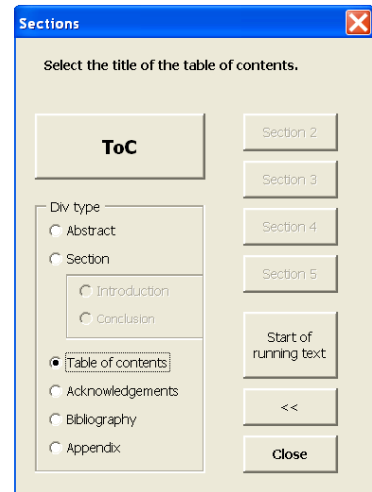 Sections
Select the title of the table of contents.
ToC
Div type
Abstract
Section
Introduction
Conclusion
Table of contents
Acknowledgements
Bibliography
Appendix
Section 2
Section 3
Section 4
Section 5
Start of
running text
<<
Close